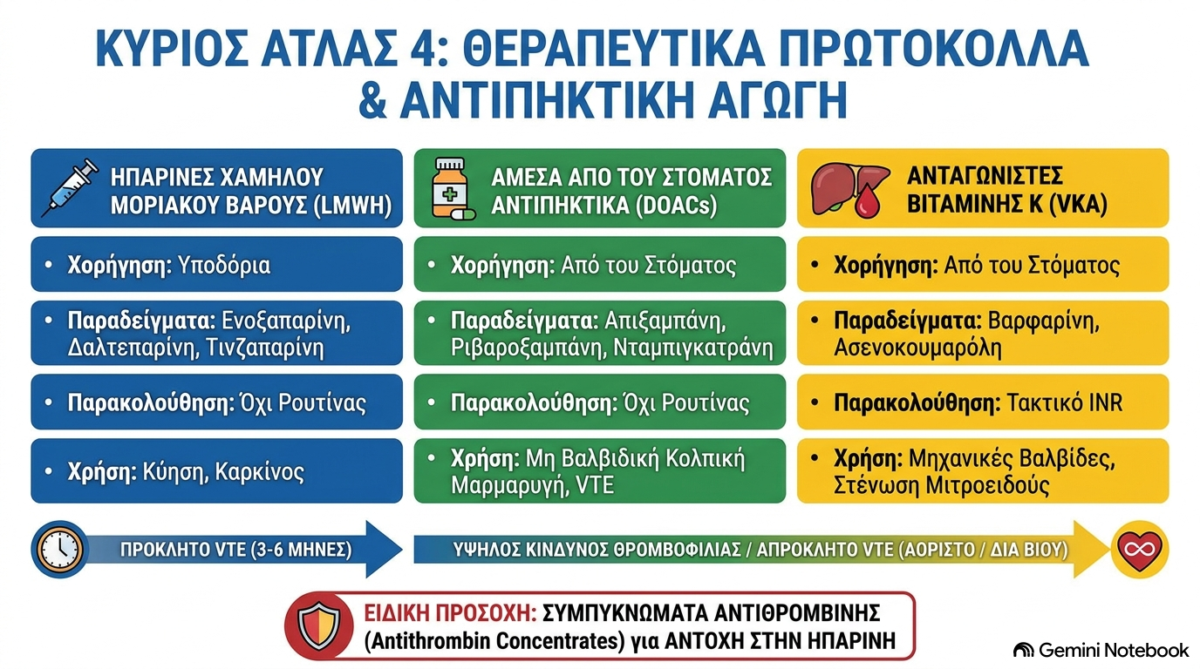 ΚΥΡΙΟΣ ΑΤΛΑΣ 4: ΘΕΡΑΠΕΥΤΙΚΑ ΠΡΩΤΟΚΟΛΛΑ
& ΑΝΤΙΠΗΚΤΙΚΗ ΑΓΩΓΗ
ΗΠΑΡΙΝΕΣ ΧΑΜΗΛΟΥ
ΜΟΡΙΑΚΟΥ ΒΑΡΟΥΣ (LMWH)
• Χορήγηση: Υποδόρια
• Παραδείγματα: Ενοξαπαρίνη,
Δαλτεπαρίνη, Τινζαπαρίνη
• Παρακολούθηση: Όχι Ρουτίνας
• Χρήση: Κύηση, Καρκίνος
ΑΜΕΣΑ ΑΠΟ ΤΟΥ ΣΤΟΜΑΤΟΣ
ΑΝΤΙΠΗΚΤΙΚΑ (DOACs)
• Χορήγηση: Από του Στόματος
• Παραδείγματα: Απιξαμπάνη,
Ριβαροξαμπάνη, Νταμπιγκατράνη
• Παρακολούθηση: Όχι Ρουτίνας
• Χρήση: Μη Βαλβιδική Κολπική
Μαρμαρυγή, VTE
ΑΝΤΑΓΩΝΙΣΤΕΣ
ΒΙΤΑΜΙΝΗΣ Κ (VKA)
• Χορήγηση: Από του Στόματος
• Παραδείγματα: Βαρφαρίνη,
Ασενοκουμαρόλη
• Παρακολούθηση: Τακτικό INR
• Χρήση: Μηχανικές Βαλβίδες,
Στένωση Μιτροειδούς
ΠΡΟΚΛΗΤΟ VTE (3-6 ΜΗΝΕΣ)
ΥΨΗΛΟΣ ΚΙΝΔΥΝΟΣ ΘΡΟΜΒΟΦΙΛΙΑΣ / ΑΠΡΟΚΛΗΤΟ VTE (ΑΟΡΙΣΤΟ / ΔΙΑ ΒΙΟΥ)
ΕΙΔΙΚΗ ΠΡΟΣΟΧΗ: ΣΥΜΠΥΚΝΩΜΑΤΑ ΑΝΤΙΘΡΟΜΒΙΝΗΣ
(Antithrombin Concentrates) για ΑΝΤΟΧΗ ΣΤΗΝ ΗΠΑΡΙΝΗ
Gemini Notebook